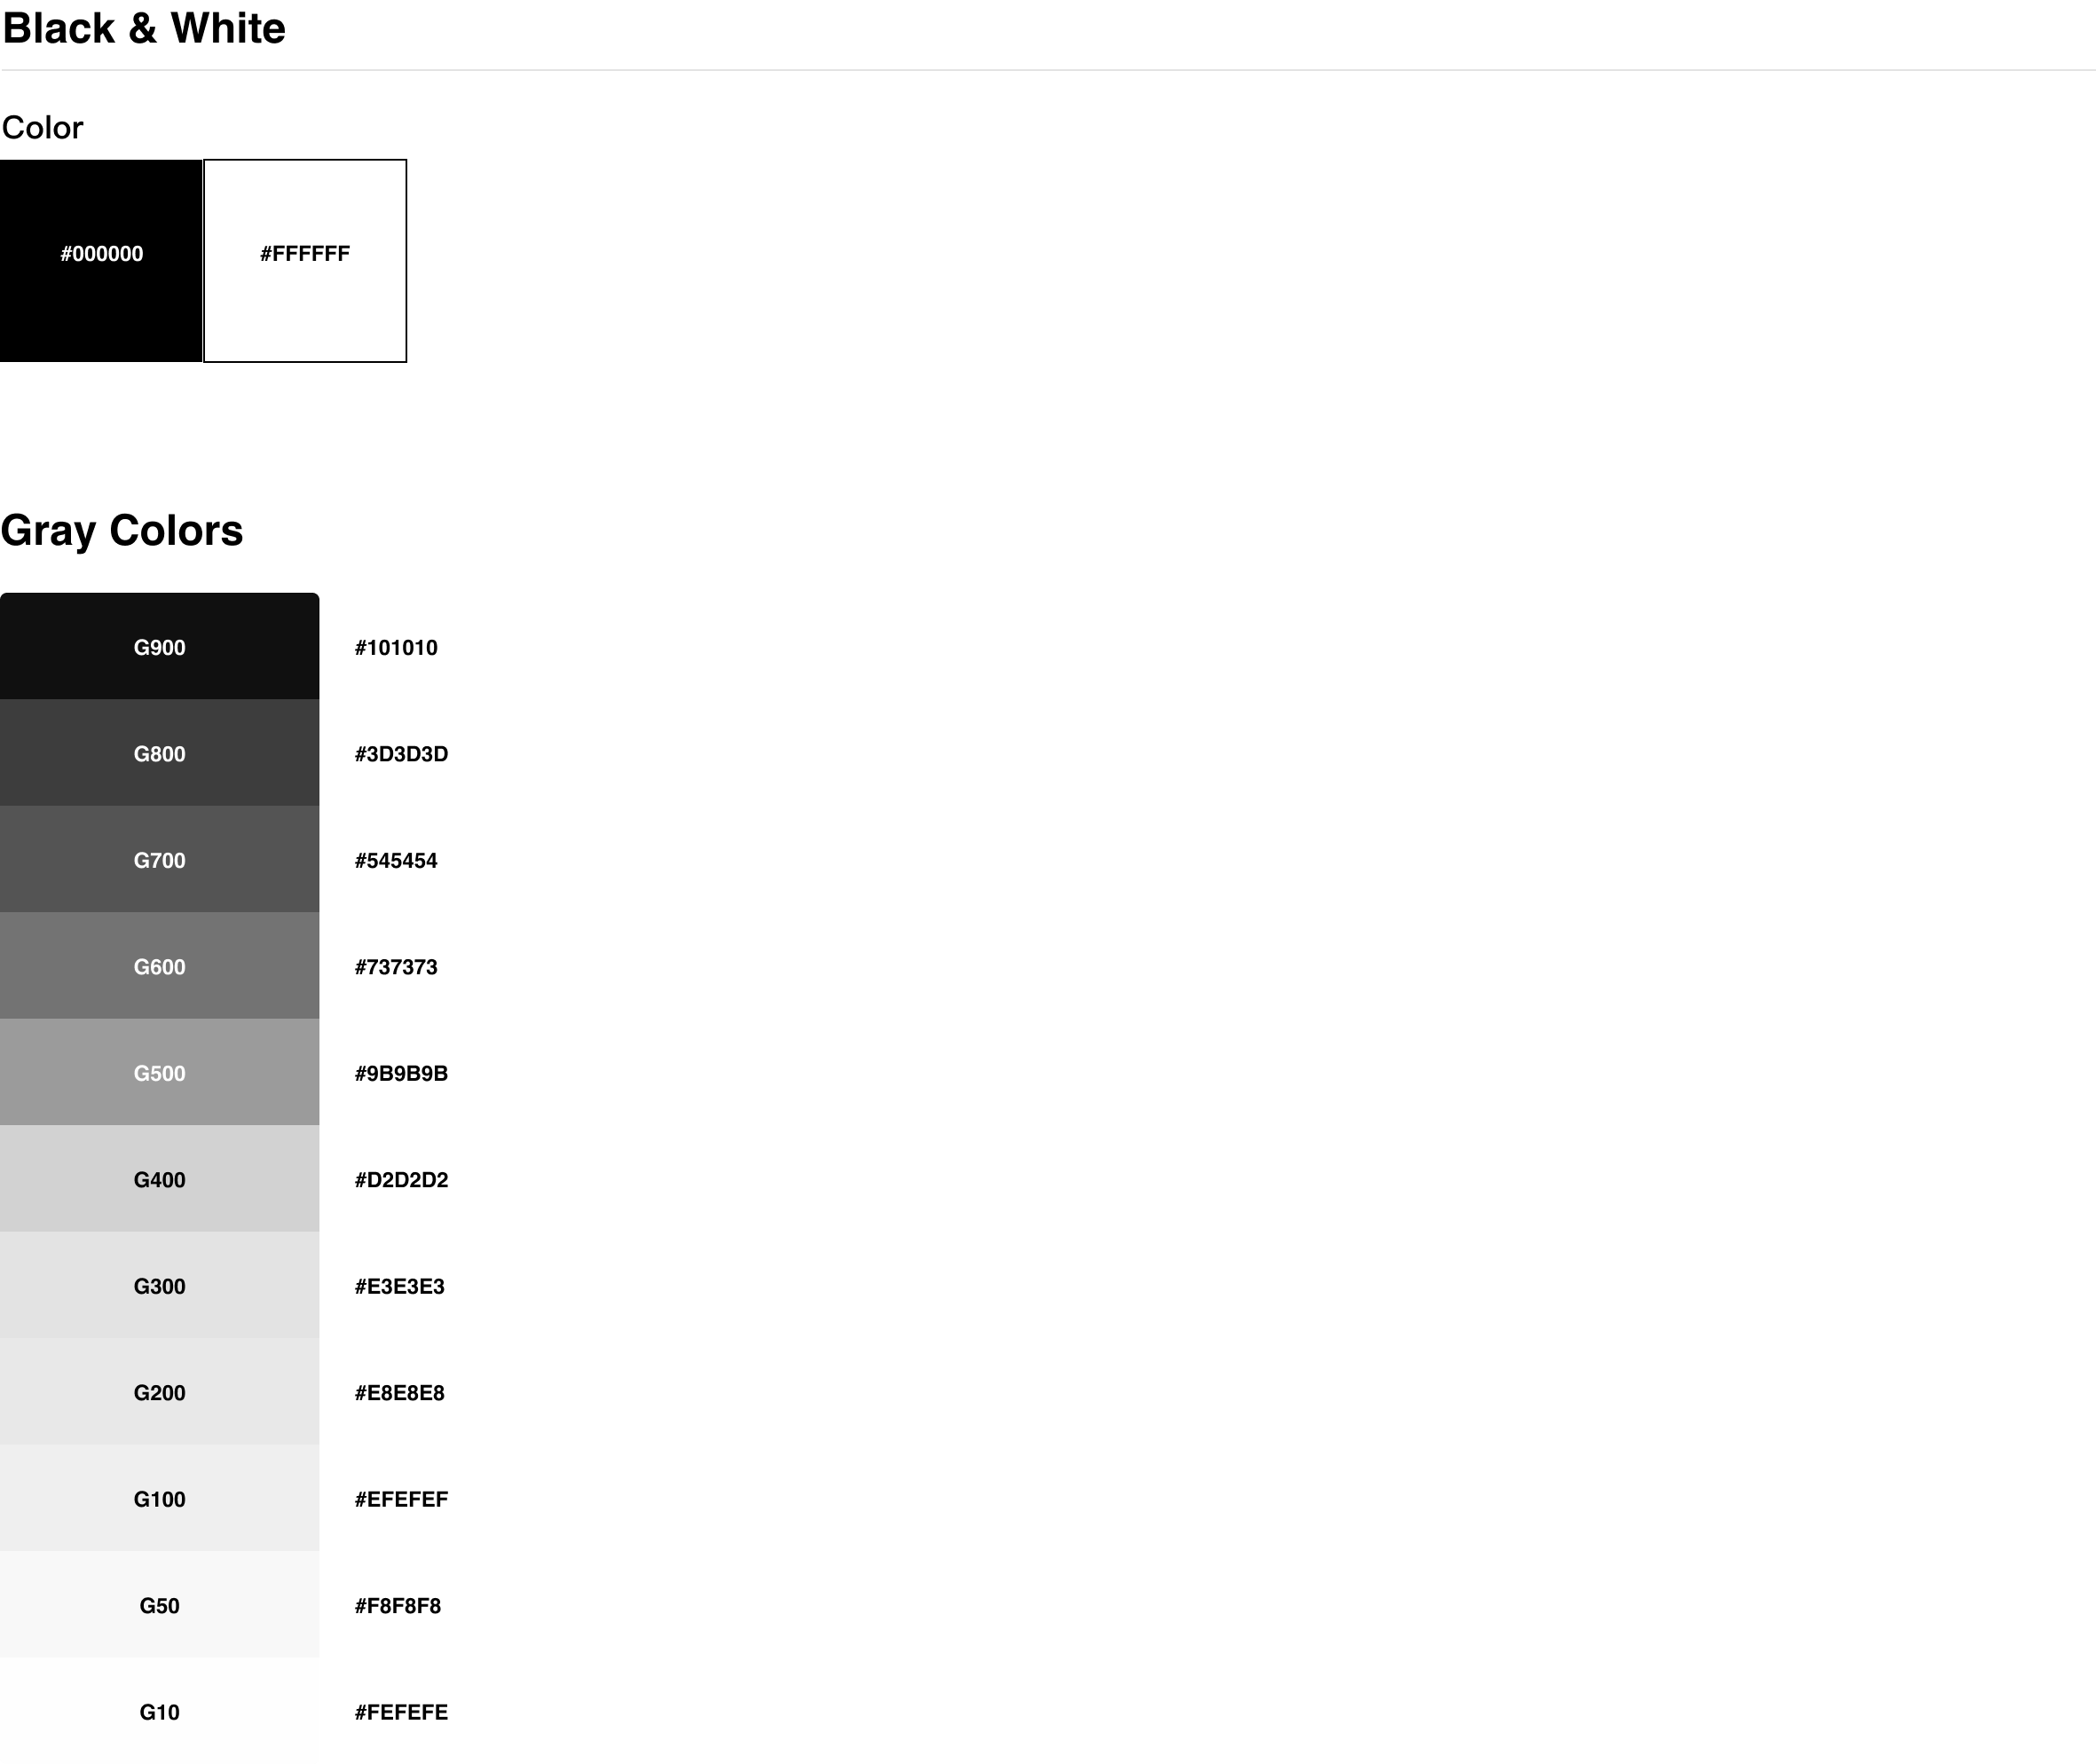 Black & White
Color
#000000 #FFFFFF
Gray Colors
G900 #101010
G800 #3D3D3D
G700 #545454
G600 #737373
G500 #9B9B9B
G400 #D2D2D2
G300 #E3E3E3
G200 #E8E8E8
G100 #EFEFEF
G50 #F8F8F8
G10 #FEFEFE